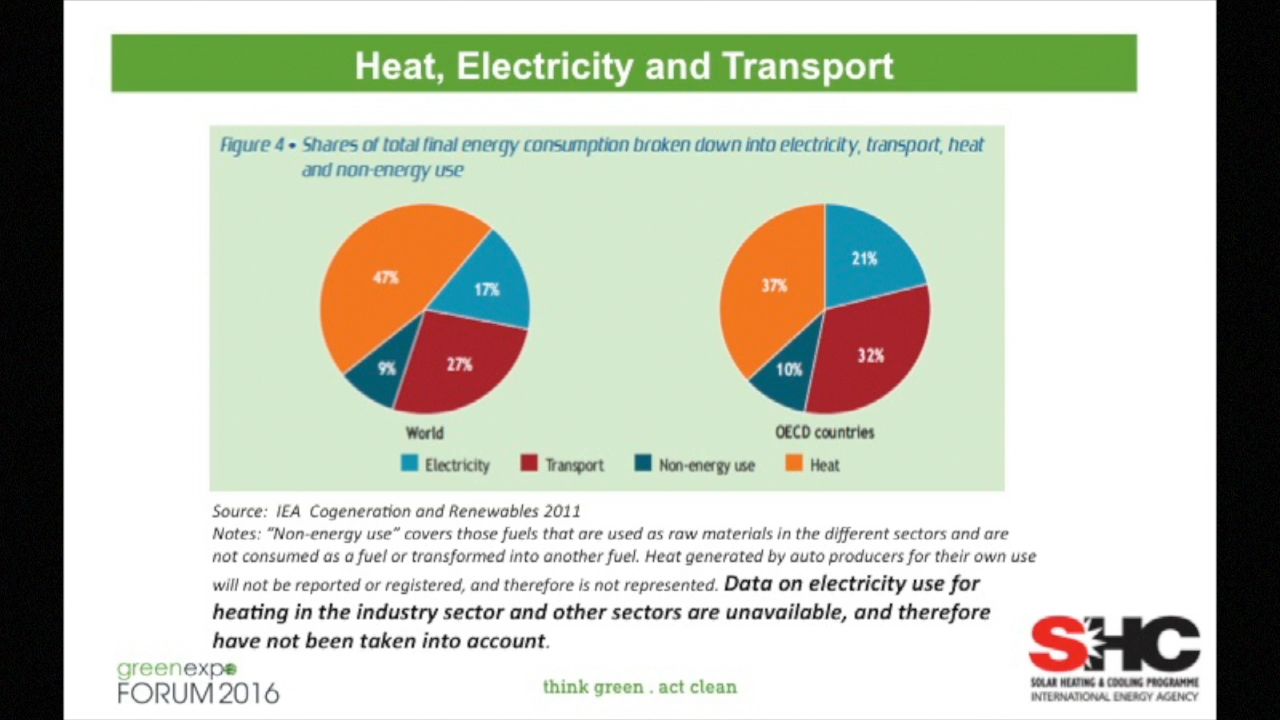 Heat, Electricity and Transport
Figure 4 • Shares of total final energy consumption broken down into electricity, transport, heat
and non-energy use
47%
17%
9%
27%
World
37%
21%
10%
32%
OECD countries
Electricity
Transport
Non-energy use
Heat
Source: IEA Cogeneration and Renewables 2011
Notes: “Non-energy use” covers those fuels that are used as raw materials in the different sectors and are
not consumed as a fuel or transformed into another fuel. Heat generated by auto producers for their own use
will not be reported or registered, and therefore is not represented. Data on electricity use for
heating in the industry sector and other sectors are unavailable, and therefore
have not been taken into account.
greenexpo
FORUM 2016
think green . act clean
SHC
SOLAR HEATING & COOLING PROGRAMME
INTERNATIONAL ENERGY AGENCY